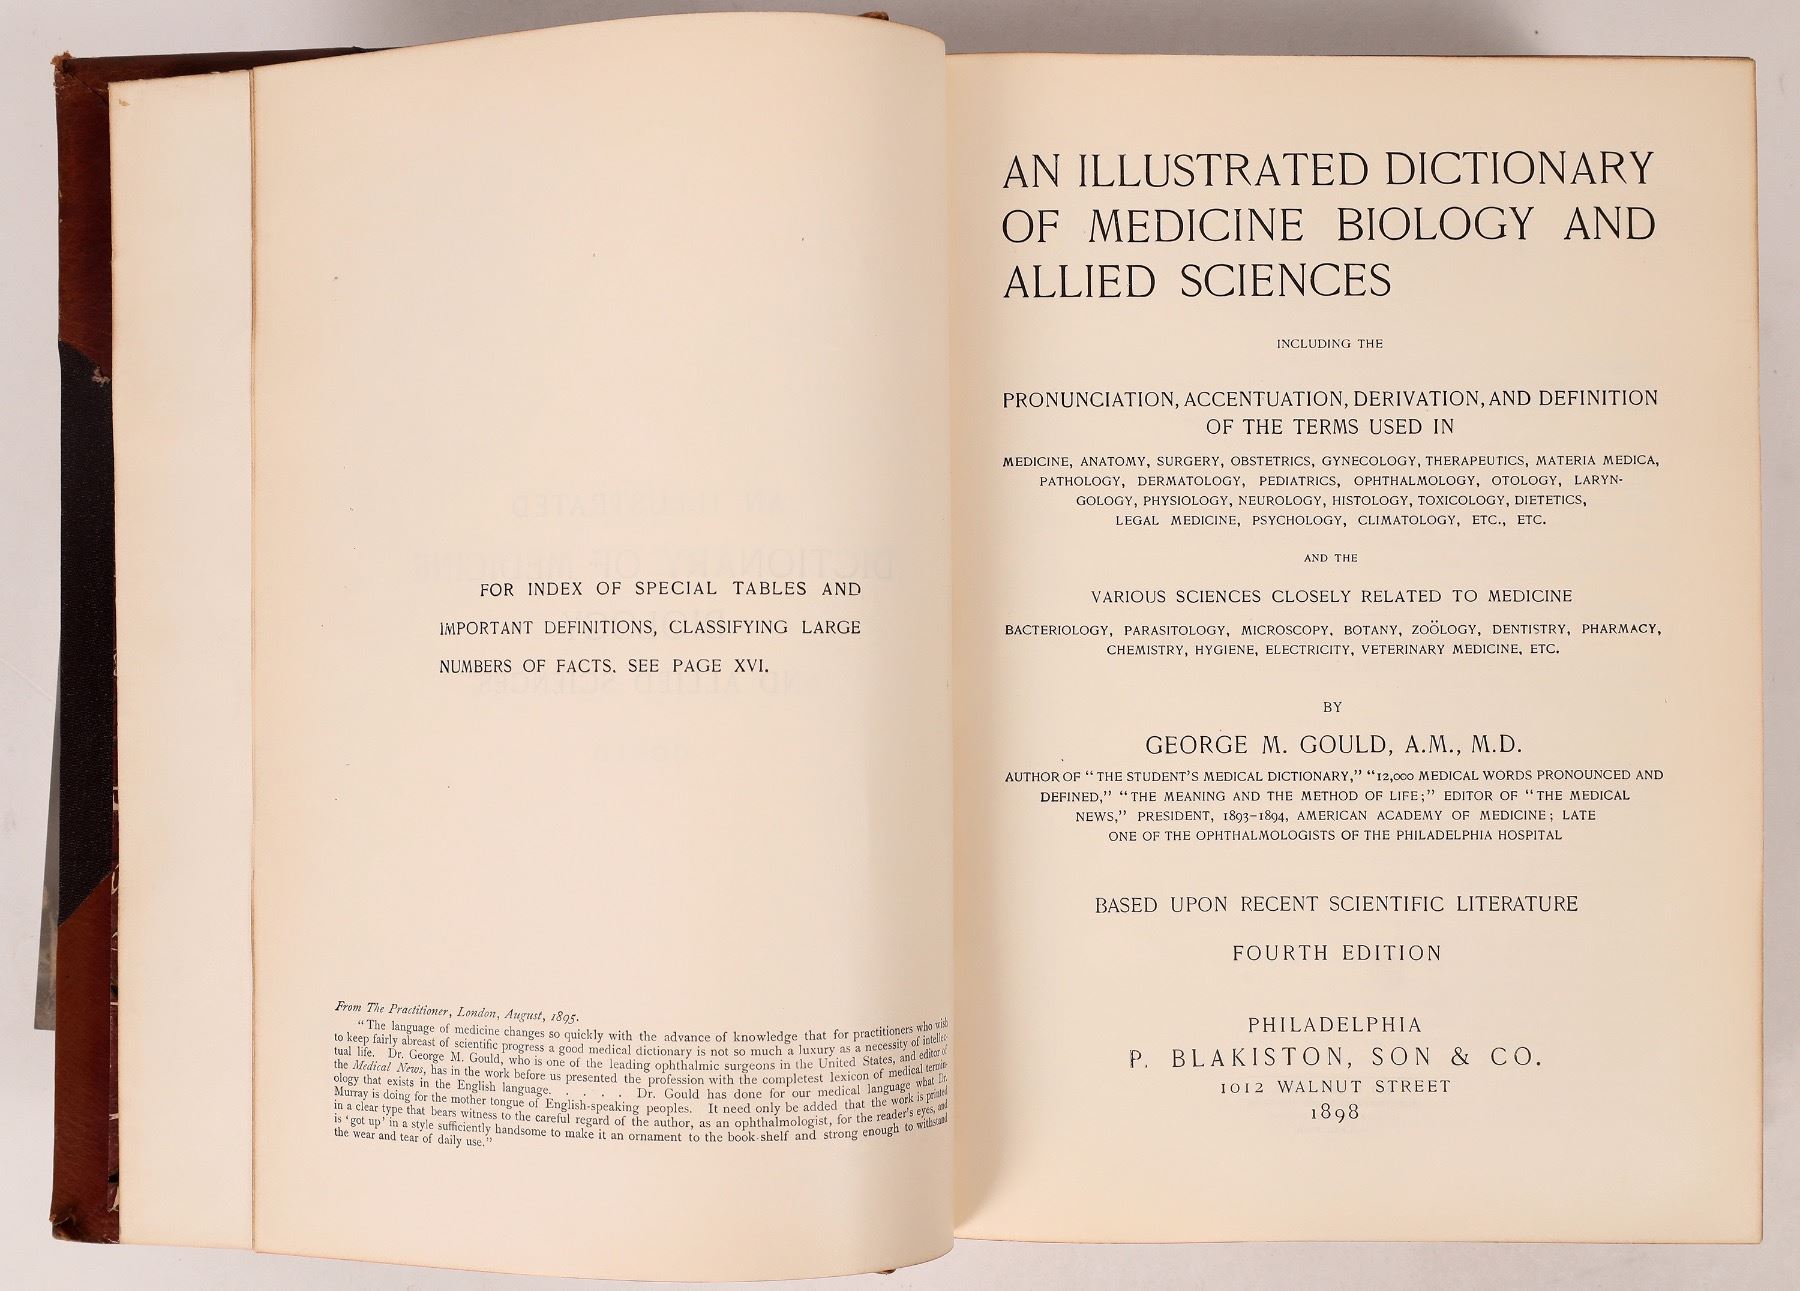 FOR INDEX OF SPECIAL TABLES AND
IMPORTANT DEFINITIONS, CLASSIFYING LARGE
NUMBERS OF FACTS. SEE PAGE XVI.
From The Practitioner, London, August, 1895.
"The language of medicine changes so quickly with the advance of knowledge that for practitioners who wish
to keep fairly abreast of scientific progress a good medical dictionary is not so much a luxury as a necessity of intellec-
tual life. Dr. George M. Gould, who is one of the leading ophthalmic surgeons in the United States, and editor of
the Medical News, has in the work before us presented the profession with the completest lexicon of medical termin-
ology that exists in the English language. . . . . Dr. Gould has done for our medical language what Dr.
Murray is doing for the mother tongue of English-speaking peoples. It need only be added that the work is printed
in a clear type that bears witness to the careful regard of the author, as an ophthalmologist, for the reader's eyes, and
is 'got up' in a style sufficiently handsome to make it an ornament to the book-shelf and strong enough to withstand
the wear and tear of daily use."
AN ILLUSTRATED DICTIONARY
OF MEDICINE BIOLOGY AND
ALLIED SCIENCES
INCLUDING THE
PRONUNCIATION, ACCENTUATION, DERIVATION, AND DEFINITION
OF THE TERMS USED IN
MEDICINE, ANATOMY, SURGERY, OBSTETRICS, GYNECOLOGY, THERAPEUTICS, MATERIA MEDICA,
PATHOLOGY, DERMATOLOGY, PEDIATRICS, OPHTHALMOLOGY, OTOLOGY, LARYN-
GOLOGY, PHYSIOLOGY, NEUROLOGY, HISTOLOGY, TOXICOLOGY, DIETETICS,
LEGAL MEDICINE, PSYCHOLOGY, CLIMATOLOGY, ETC., ETC.
AND THE
VARIOUS SCIENCES CLOSELY RELATED TO MEDICINE
BACTERIOLOGY, PARASITOLOGY, MICROSCOPY, BOTANY, ZOÖLOGY, DENTISTRY, PHARMACY,
CHEMISTRY, HYGIENE, ELECTRICITY, VETERINARY MEDICINE, ETC.
BY
GEORGE M. GOULD, A.M., M.D.
AUTHOR OF "THE STUDENT'S MEDICAL DICTIONARY," "12,000 MEDICAL WORDS PRONOUNCED AND
DEFINED," "THE MEANING AND THE METHOD OF LIFE;" EDITOR OF "THE MEDICAL
NEWS," PRESIDENT, 1893-1894, AMERICAN ACADEMY OF MEDICINE; LATE
ONE OF THE OPHTHALMOLOGISTS OF THE PHILADELPHIA HOSPITAL
BASED UPON RECENT SCIENTIFIC LITERATURE
FOURTH EDITION
PHILADELPHIA
P. BLAKISTON, SON & CO.
1012 WALNUT STREET
1898